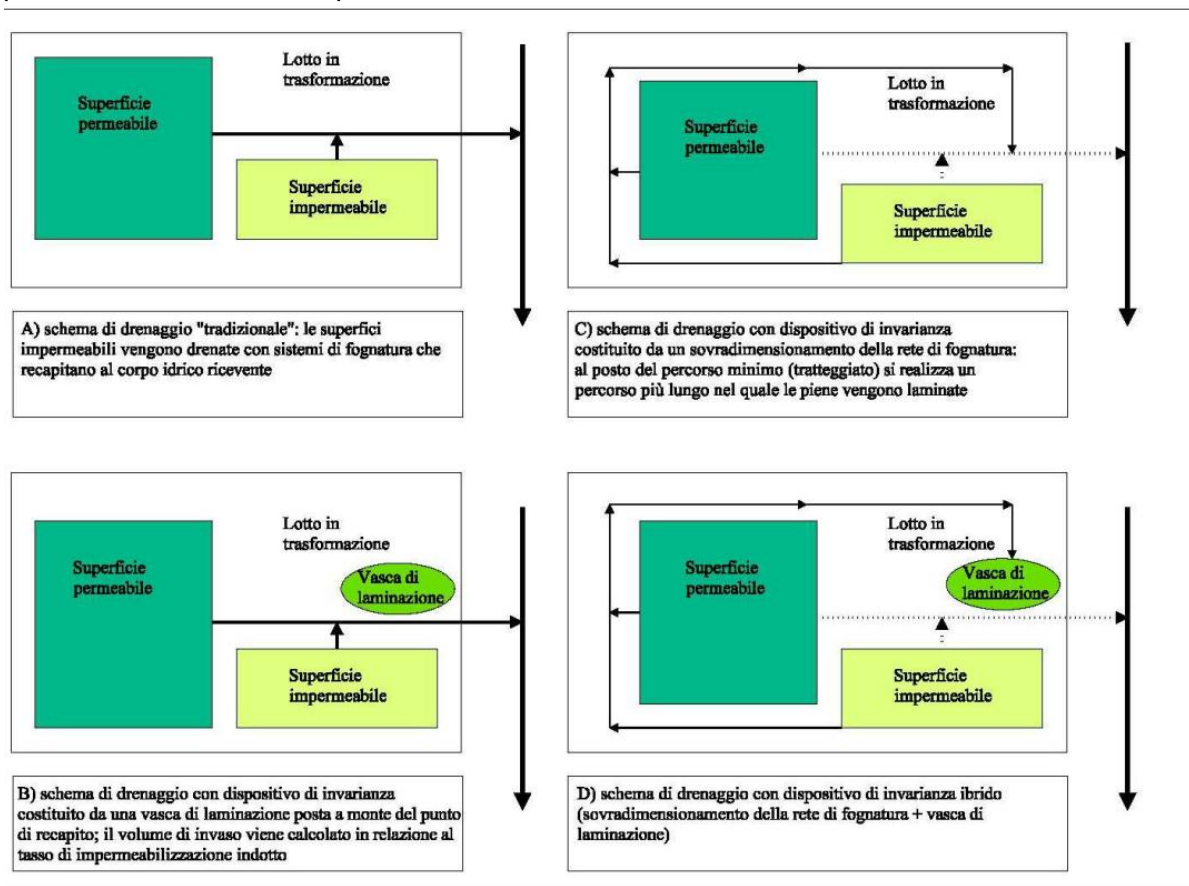 Lotto in
trasformazione
Superficie
permeabile
Superficie
impermeabile
A) schema di drenaggio "tradizionale": le superfici
impermeabili vengono drenate con sistemi di fognatura che
recapitano al corpo idrico ricevente
Lotto in
trasformazione
Superficie
permeabile
Superficie
impermeabile
C) schema di drenaggio con dispositivo di invarianza
costituito da un sovradimensionamento della rete di fognatura:
al posto del percorso minimo (tratteggiato) si realizza un
percorso più lungo nel quale le piene vengono laminate
Lotto in
trasformazione
Superficie
permeabile
Vasca di
laminazione
Superficie
impermeabile
B) schema di drenaggio con dispositivo di invarianza
costituito da una vasca di laminazione posta a monte del punto
di recapito; il volume di invaso viene calcolato in relazione al
tasso di impermeabilizzazione indotto
Lotto in
trasformazione
Superficie
permeabile
Vasca di
laminazione
Superficie
impermeabile
D) schema di drenaggio con dispositivo di invarianza ibrido
(sovradimensionamento della rete di fognatura + vasca di
laminazione)